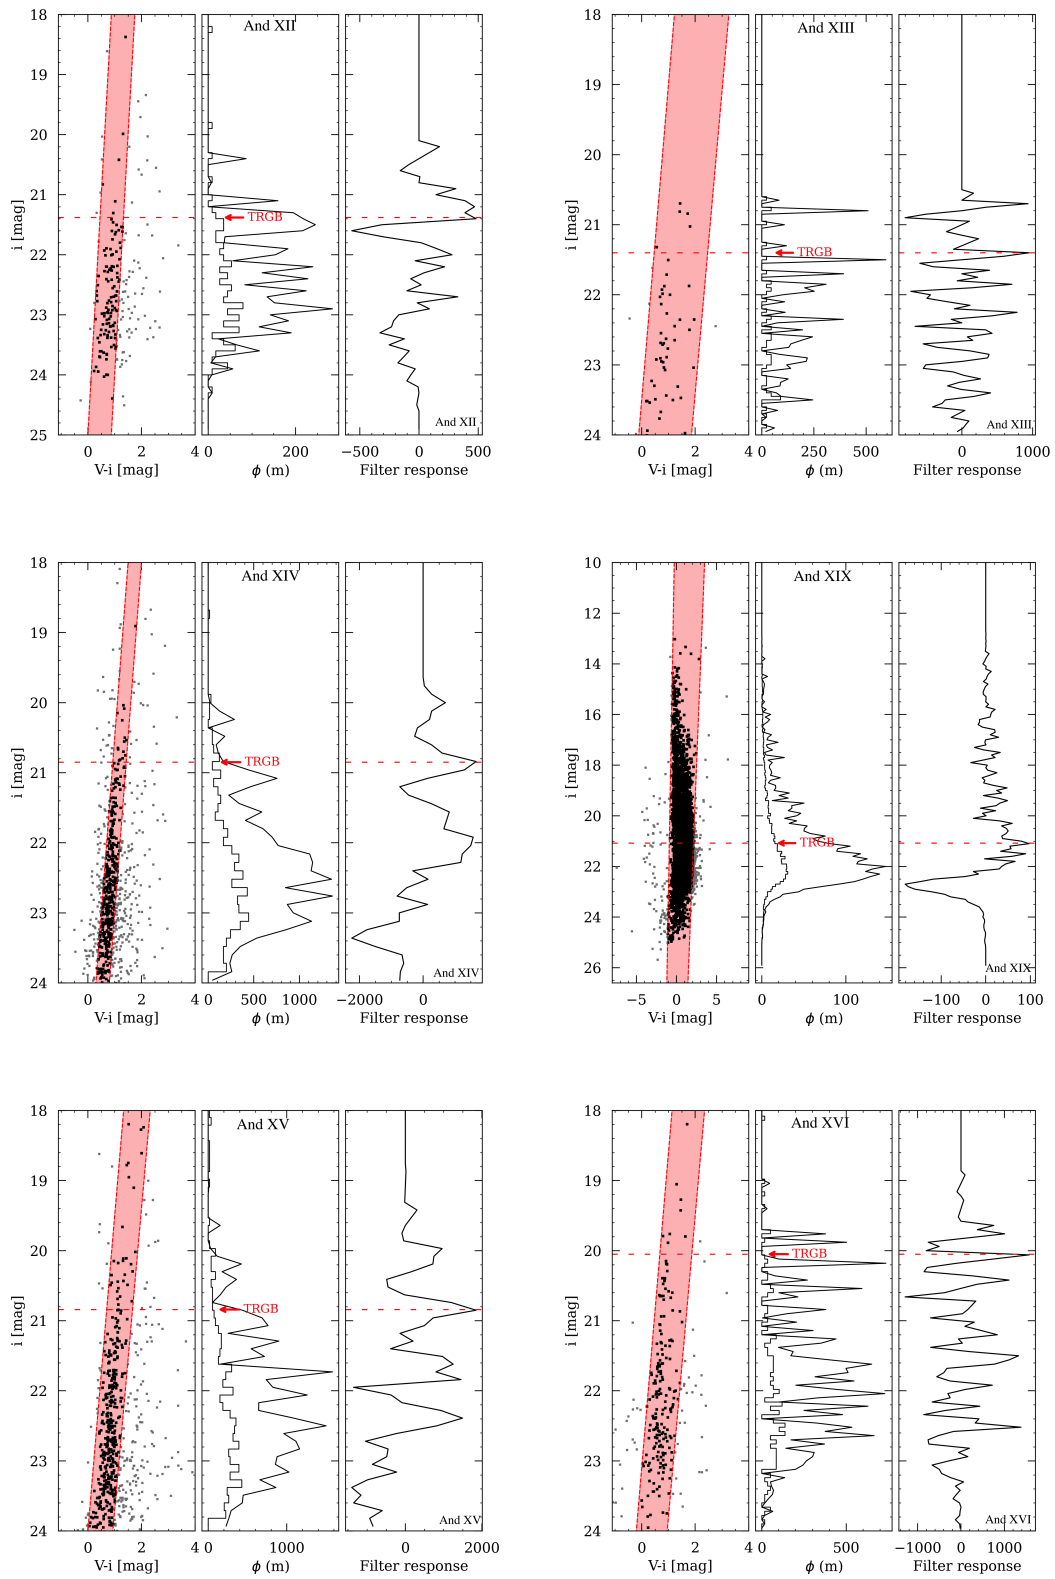 And XII
18
19
20
21
22
23
24
25
i [mag]
TRGB
And XII
0 2 4
0 200
−500 0 500
V-i [mag]
ϕ (m)
Filter response
And XIII
18
19
20
21
22
23
24
i [mag]
TRGB
And XIII
0 2 4
0 250 500
0 1000
V-i [mag]
ϕ (m)
Filter response
And XIV
18
19
20
21
22
23
24
i [mag]
TRGB
And XIV
0 2 4
0 500 1000
−2000 0
V-i [mag]
ϕ (m)
Filter response
And XIX
10
12
14
16
18
20
22
24
26
i [mag]
TRGB
And XIX
−5 0 5
0 100
−100 0 100
V-i [mag]
ϕ (m)
Filter response
And XV
18
19
20
21
22
23
24
i [mag]
TRGB
And XV
0 2 4
0 1000
0 2000
V-i [mag]
ϕ (m)
Filter response
And XVI
18
19
20
21
22
23
24
i [mag]
TRGB
And XVI
0 2 4
0 500
−1000 0 1000
V-i [mag]
ϕ (m)
Filter response